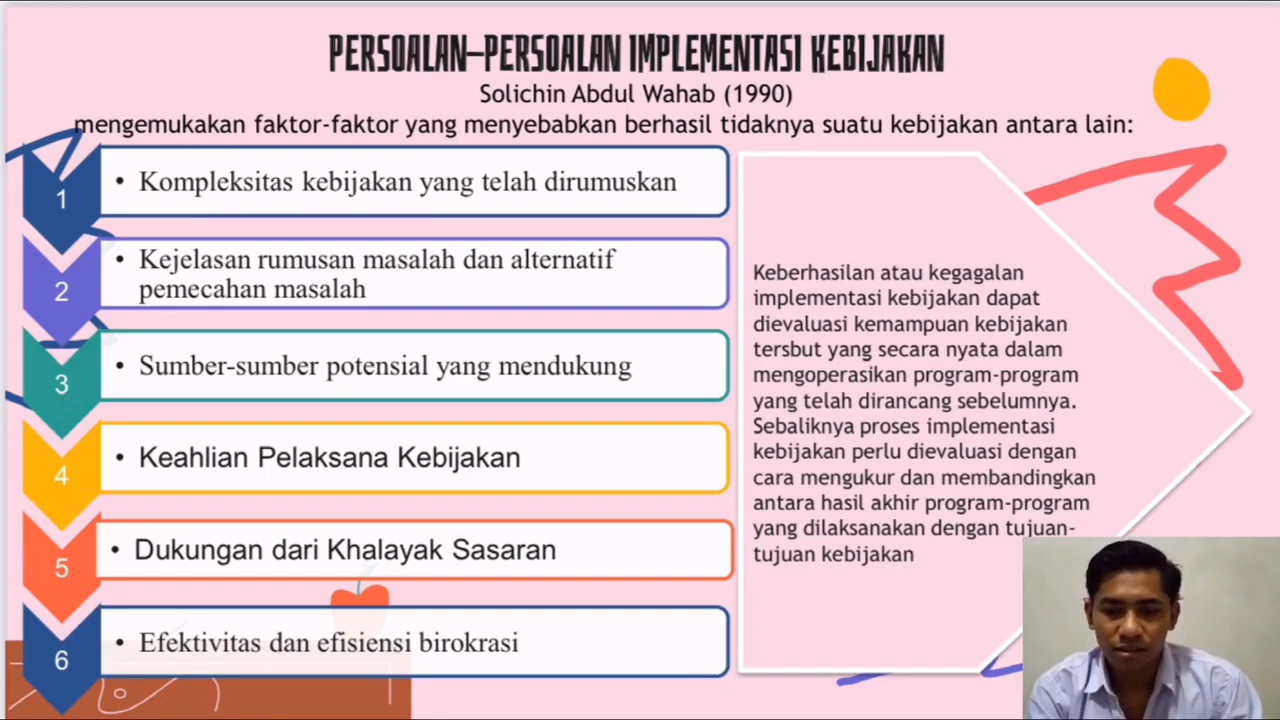 PERSOALAN-PERSOALAN IMPLEMENTASI KEBIJAKAN
Solichin Abdul Wahab (1990)
mengemukakan faktor-faktor yang menyebabkan berhasil tidaknya suatu kebijakan antara lain:
1
• Kompleksitas kebijakan yang telah dirumuskan
2
• Kejelasan rumusan masalah dan alternatif
pemecahan masalah
3
• Sumber-sumber potensial yang mendukung
4
• Keahlian Pelaksana Kebijakan
5
• Dukungan dari Khalayak Sasaran
6
• Efektivitas dan efisiensi birokrasi
Keberhasilan atau kegagalan
implementasi kebijakan dapat
dievaluasi kemampuan kebijakan
tersbut yang secara nyata dalam
mengoperasikan program-program
yang telah dirancang sebelumnya.
Sebaliknya proses implementasi
kebijakan perlu dievaluasi dengan
cara mengukur dan membandingkan
antara hasil akhir program-program
yang dilaksanakan dengan tujuan-
tujuan kebijakan